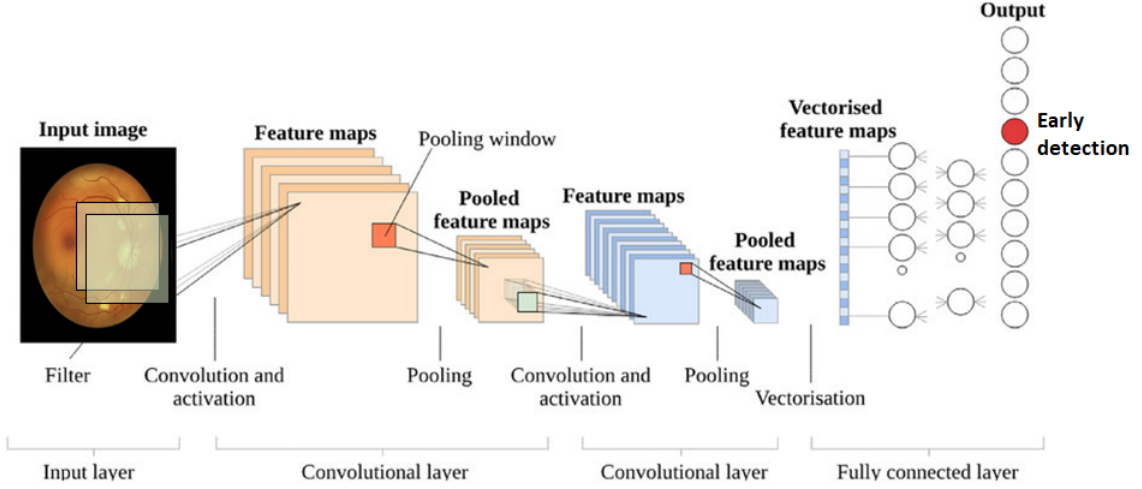 Output
Early
detection
Vectorised
feature maps
Input image
Feature maps
Pooling window
Pooled
feature maps
Feature maps
Pooled
feature maps
Filter
Convolution and
activation
Pooling
Convolution and
activation
Pooling
Vectorisation
Input layer
Convolutional layer
Convolutional layer
Fully connected layer